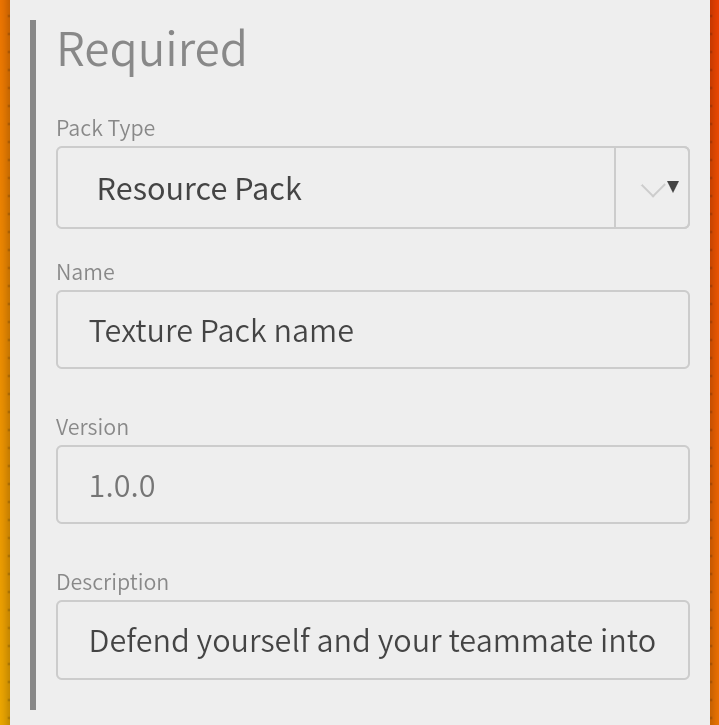 Required
Pack Type
Resource Pack
Name
Texture Pack name
Version
1.0.0
Description
Defend yourself and your teammate into